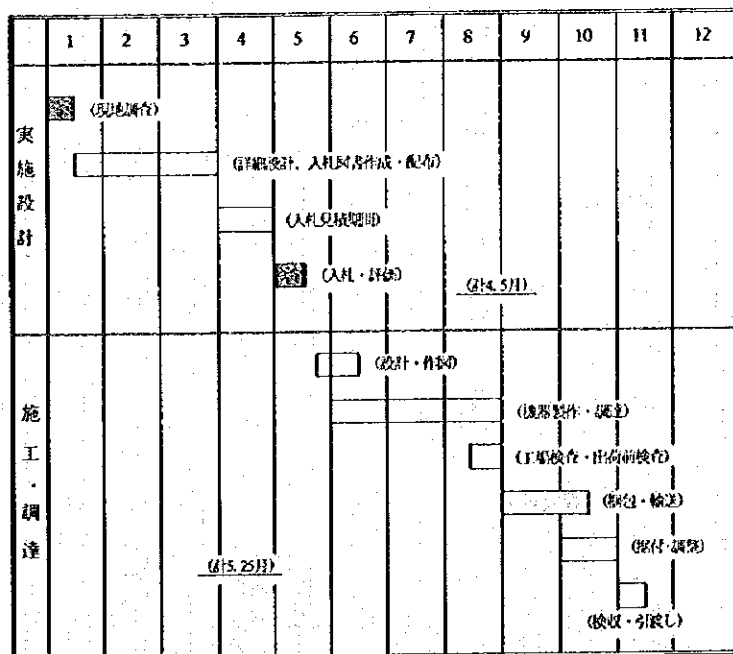 1 2 3 4 5 6 7 8 9 10 11 12
実施設計
(現地調査)
(詳細設計、入札図書作成・配布)
(入札見積期間)
(入札・評価)
(計4.5月)
施工・調達
(設計・作図)
(機器製作・調達)
(工場検査・出荷前検査)
(梱包・輸送)
(据付・調整)
(計5.25月)
(検収・引渡し)